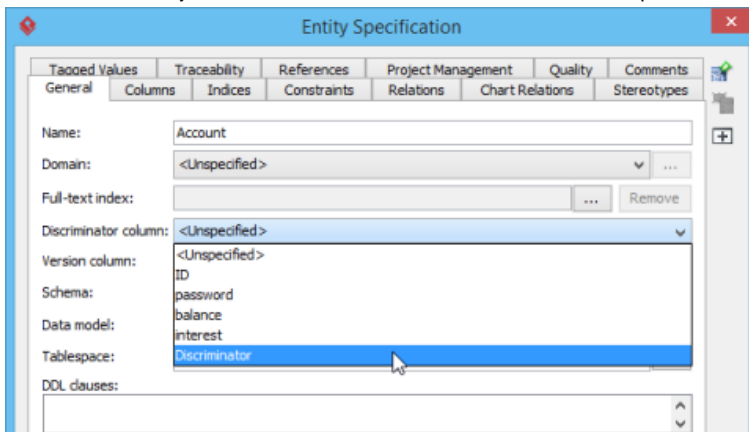 Entity Specification
Tagged Values Traceability References Project Management Quality Comments
General Columns Indices Constraints Relations Chart Relations Stereotypes
Name: Account
Domain: <Unspecified> ...
Full-text index: ... Remove
Discriminator column: <Unspecified>
Version column: <Unspecified>
ID
Schema: password
balance
Data model: interest
Tablespace: Discriminator
DDL clauses: